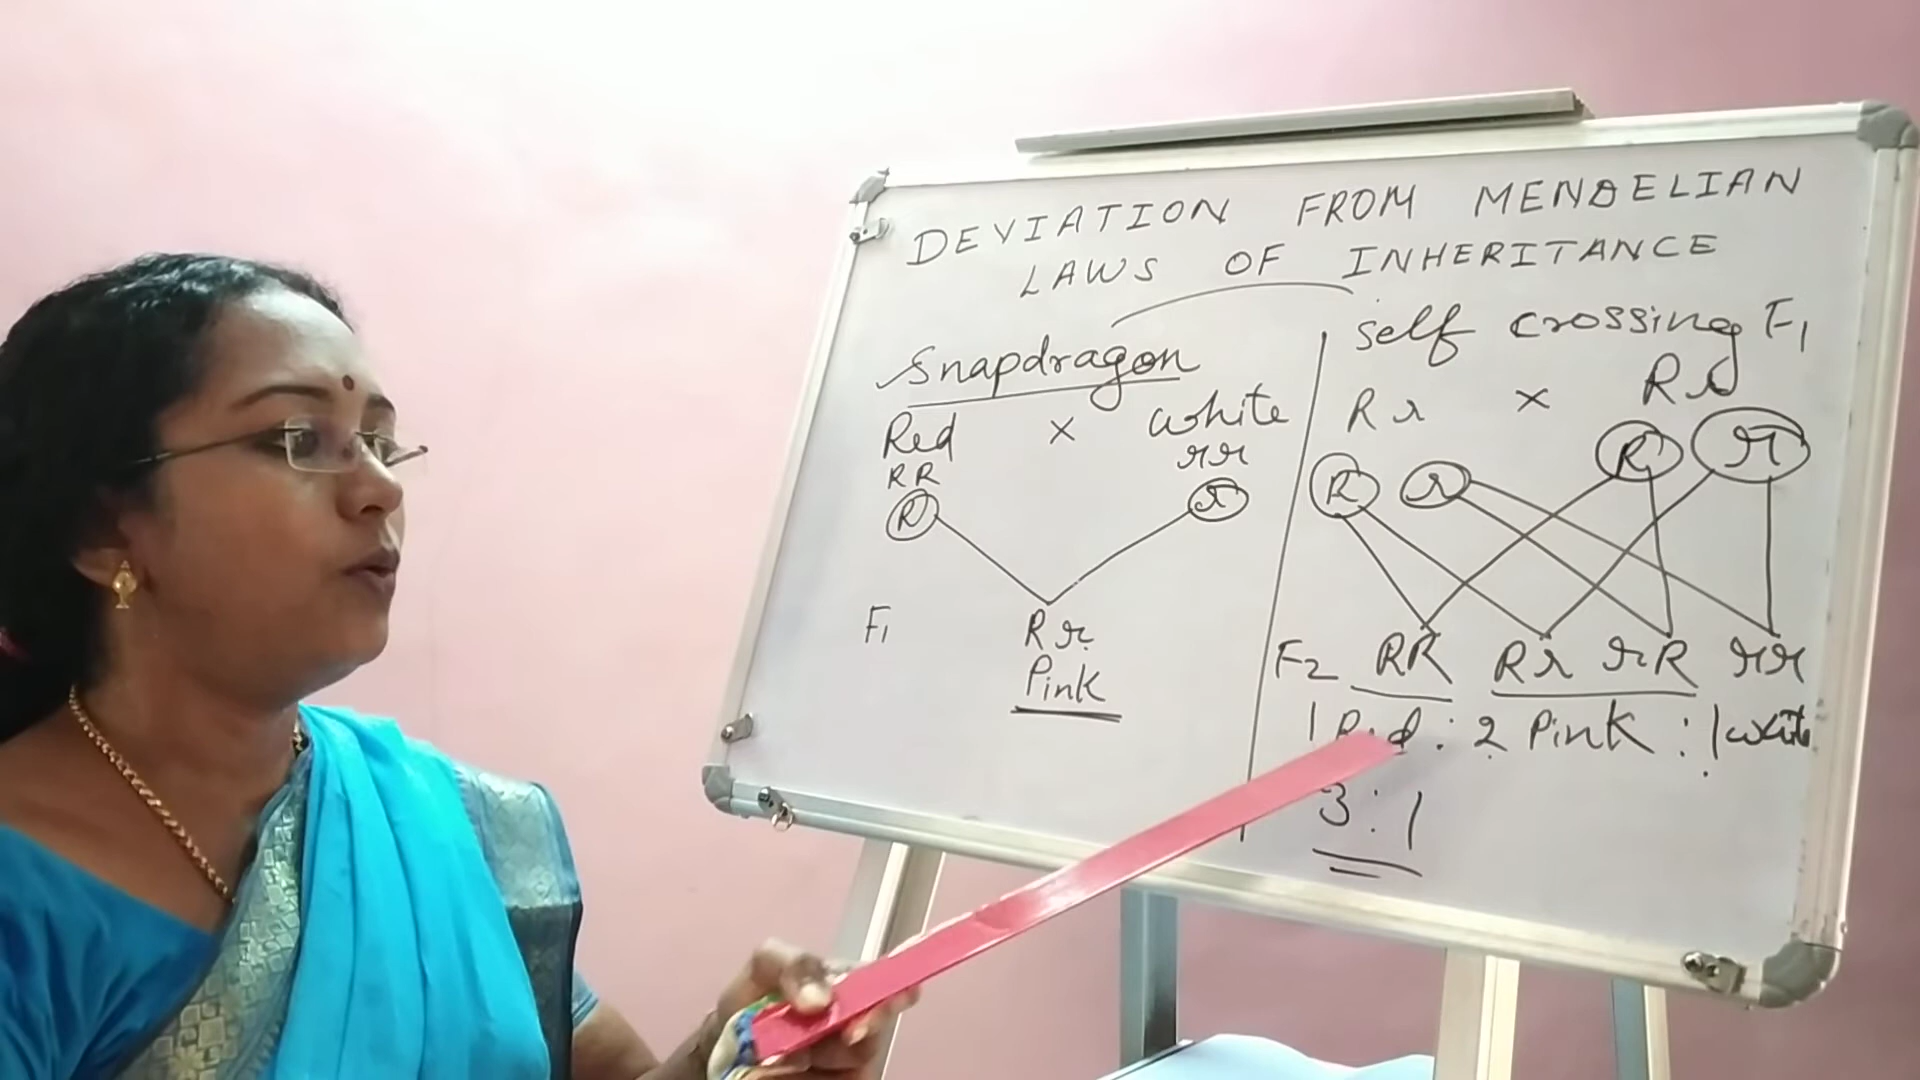 DEVIATION FROM MENDELIAN
LAWS OF INHERITANCE
Snapdragon
Red × white
RR rr
R r
F1 Rr
Pink
self crossing F1
Rr × Rr
R r R r
F2 RR Rr rR rr
1 Red : 2 Pink : 1 white
3 : 1